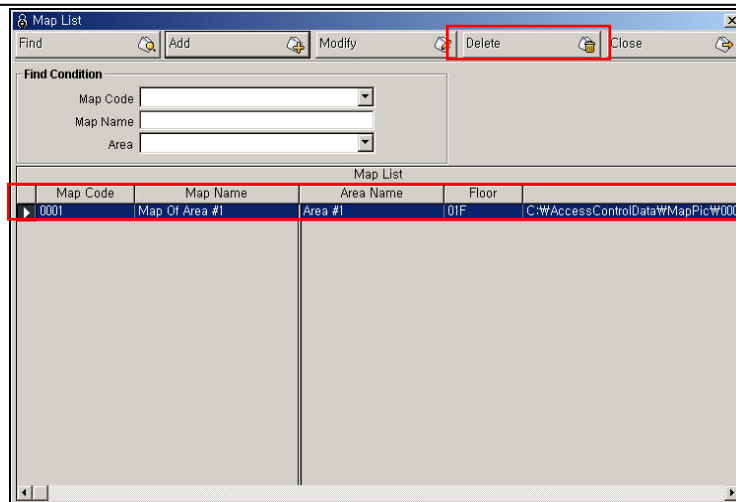 Map List
Find Add Modify Delete Close
Find Condition
Map Code
Map Name
Area
Map List
Map Code Map Name Area Name Floor
0001 Map Of Area #1 Area #1 01F C:₩AccessControlData₩MapPic₩000